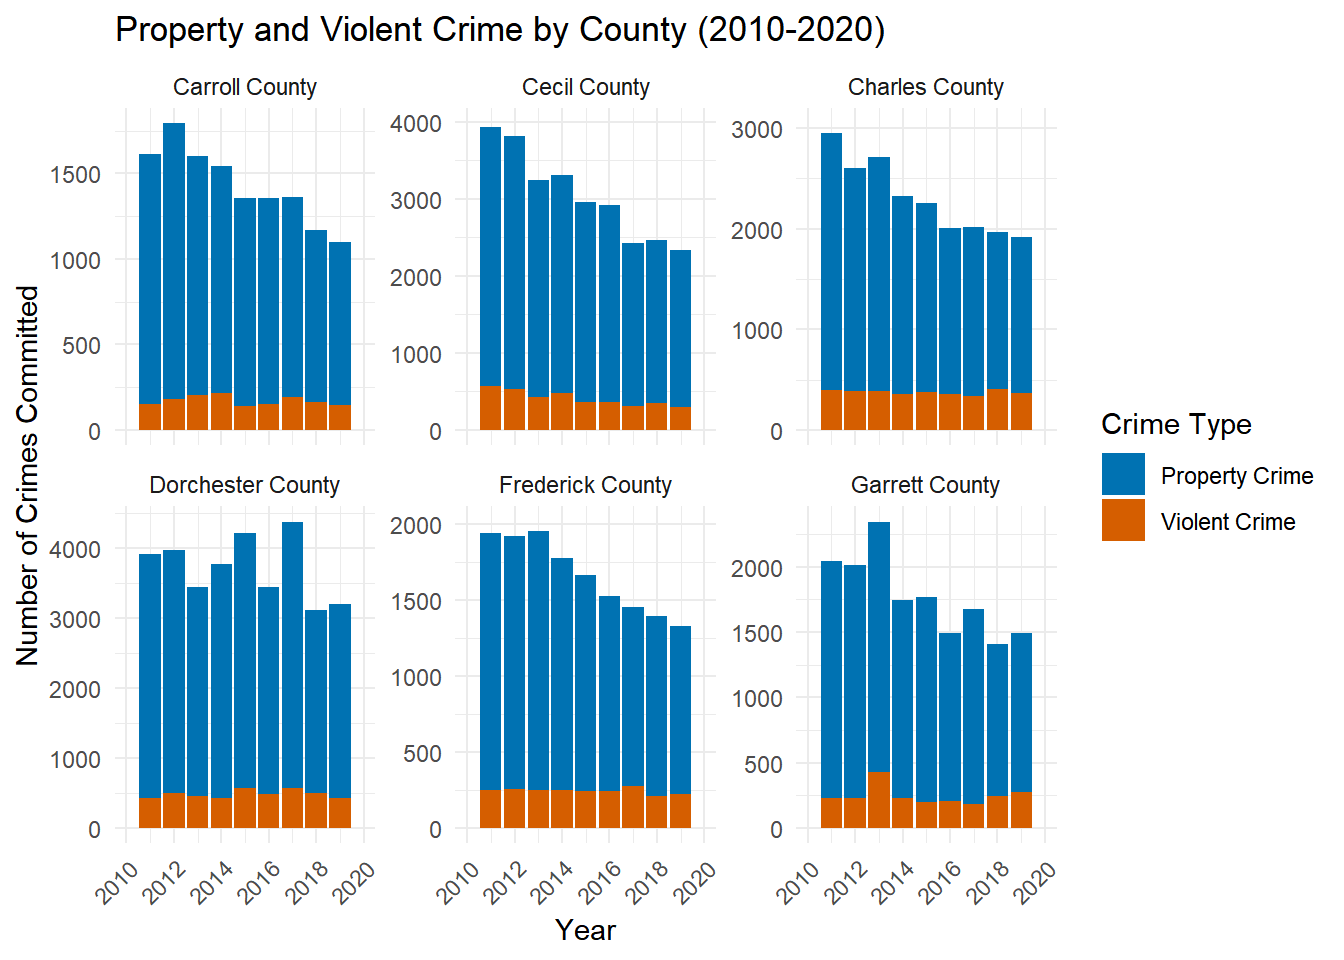 Property and Violent Crime by County (2010-2020)
Carroll County
Cecil County
Charles County
1500
1000
500
0
4000
3000
2000
1000
0
3000
2000
1000
0
Number of Crimes Committed
Dorchester County
Frederick County
Garrett County
4000
3000
2000
1000
0
2000
1500
1000
500
0
2000
1500
1000
500
0
2010 2012 2014 2016 2018 2020
2010 2012 2014 2016 2018 2020
2010 2012 2014 2016 2018 2020
Year
Crime Type
Property Crime
Violent Crime